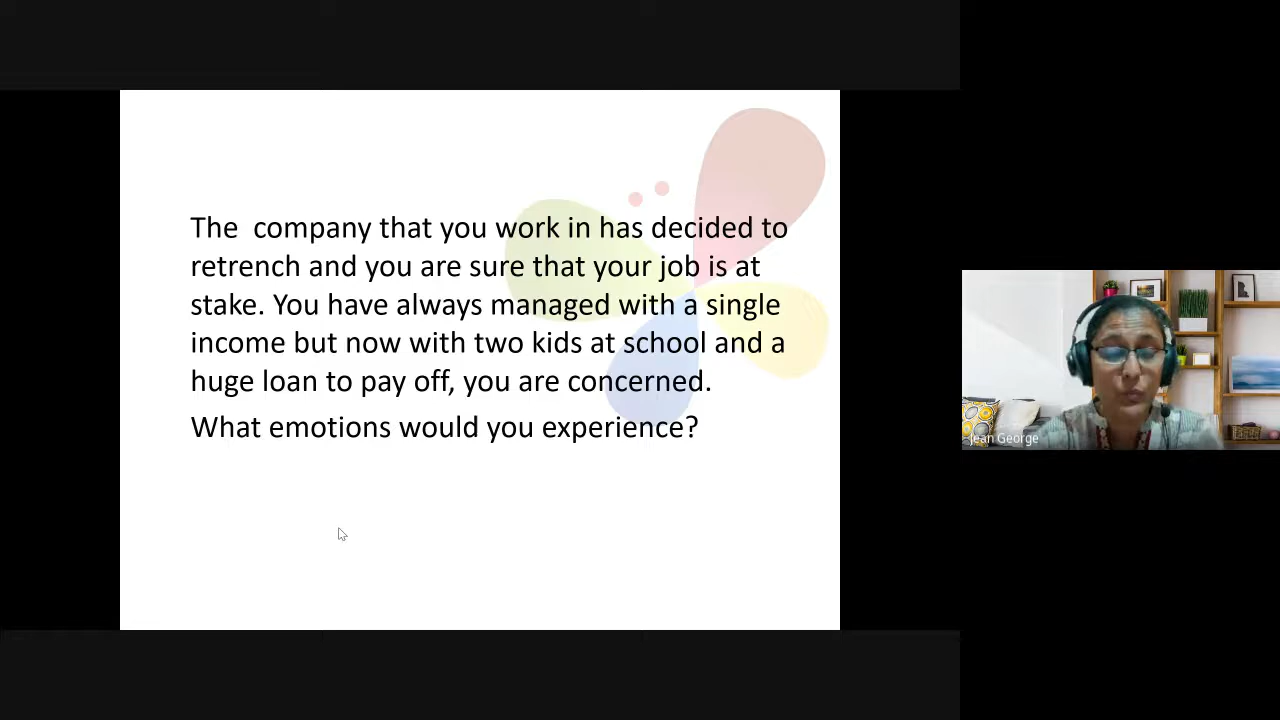 The  company that you work in has decided to
retrench and you are sure that your job is at
stake. You have always managed with a single
income but now with two kids at school and a
huge loan to pay off, you are concerned.
What emotions would you experience?
Jean George